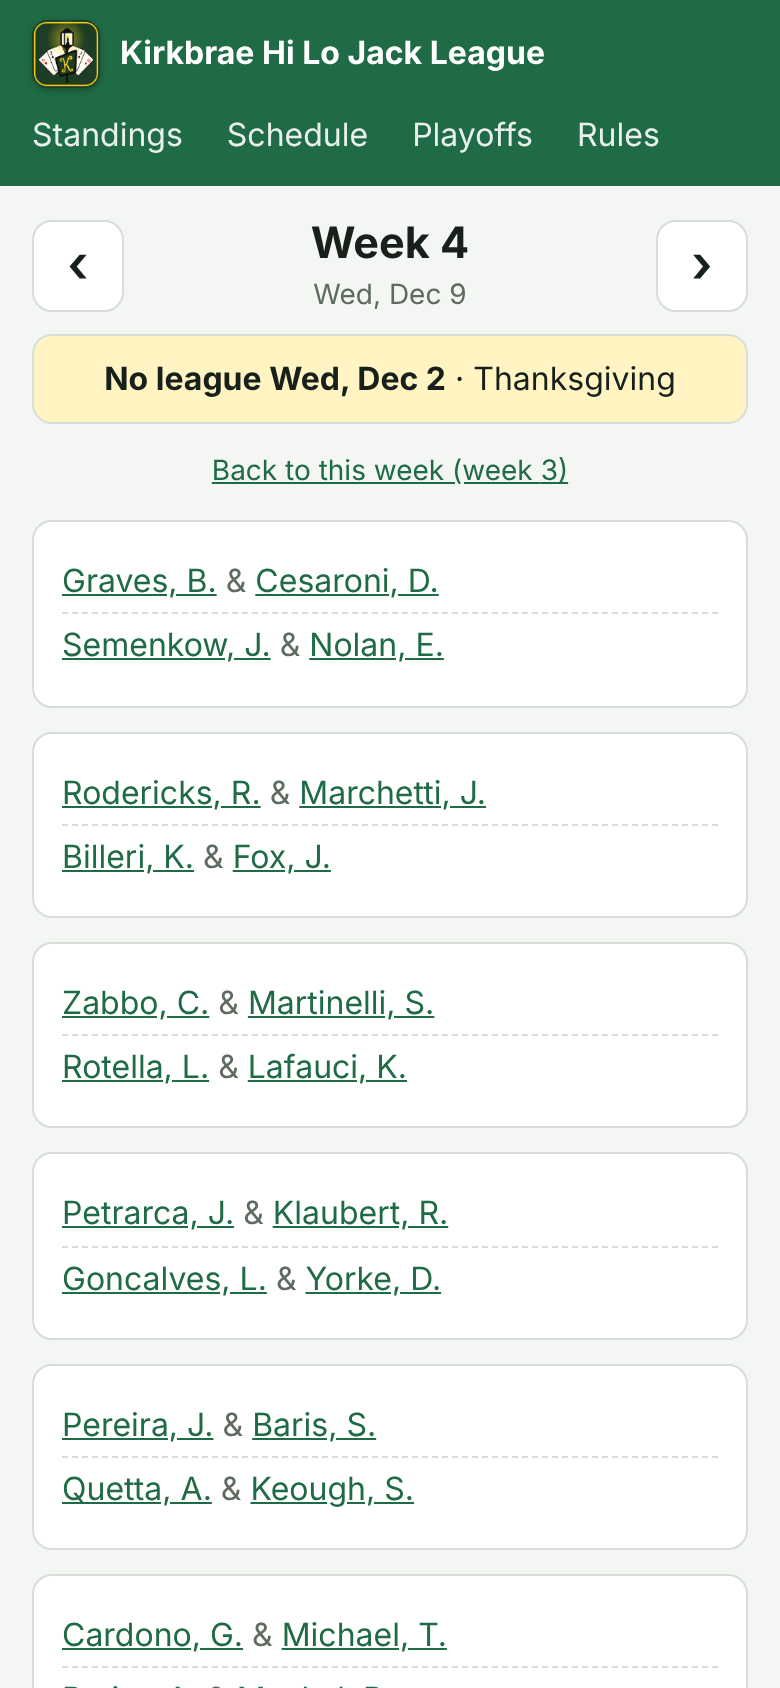 Kirkbrae Hi Lo Jack League
Standings Schedule Playoffs Rules
‹ Week 4 ›
Wed, Dec 9
No league Wed, Dec 2 · Thanksgiving
Back to this week (week 3)
Graves, B. & Cesaroni, D.
Semenkow, J. & Nolan, E.
Rodericks, R. & Marchetti, J.
Billeri, K. & Fox, J.
Zabbo, C. & Martinelli, S.
Rotella, L. & Lafauci, K.
Petrarca, J. & Klaubert, R.
Goncalves, L. & Yorke, D.
Pereira, J. & Baris, S.
Quetta, A. & Keough, S.
Cardono, G. & Michael, T.